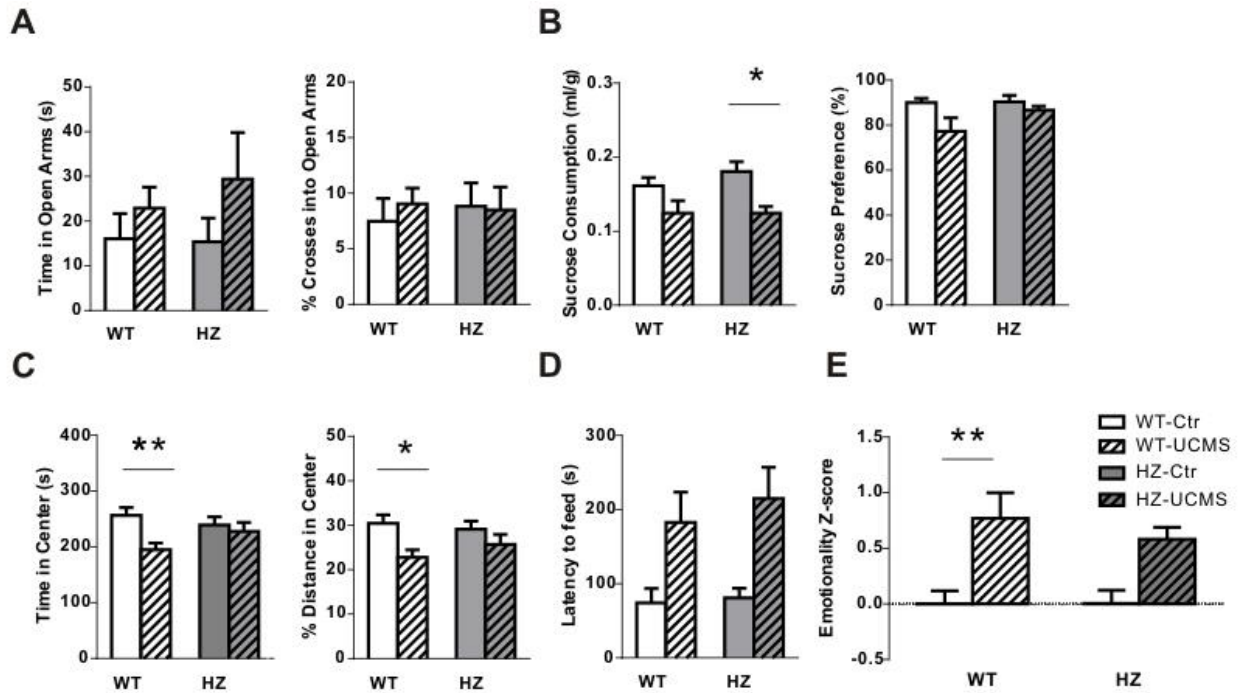 A
Time in Open Arms (s)
50
40
30
20
10
0
WT HZ
% Crosses into Open Arms
20
15
10
5
0
WT HZ
B
Sucrose Consumption (ml/g)
0.3
0.2
0.1
0.0
*
WT HZ
Sucrose Preference (%)
100
80
60
40
20
0
WT HZ
C
Time in Center (s)
400
300
200
100
0
**
WT HZ
% Distance in Center
50
40
30
20
10
0
*
WT HZ
D
Latency to feed (s)
300
200
100
0
WT HZ
E
Emotionality Z-score
1.5
1.0
0.5
0.0
-0.5
**
WT HZ
WT-Ctr
WT-UCMS
HZ-Ctr
HZ-UCMS